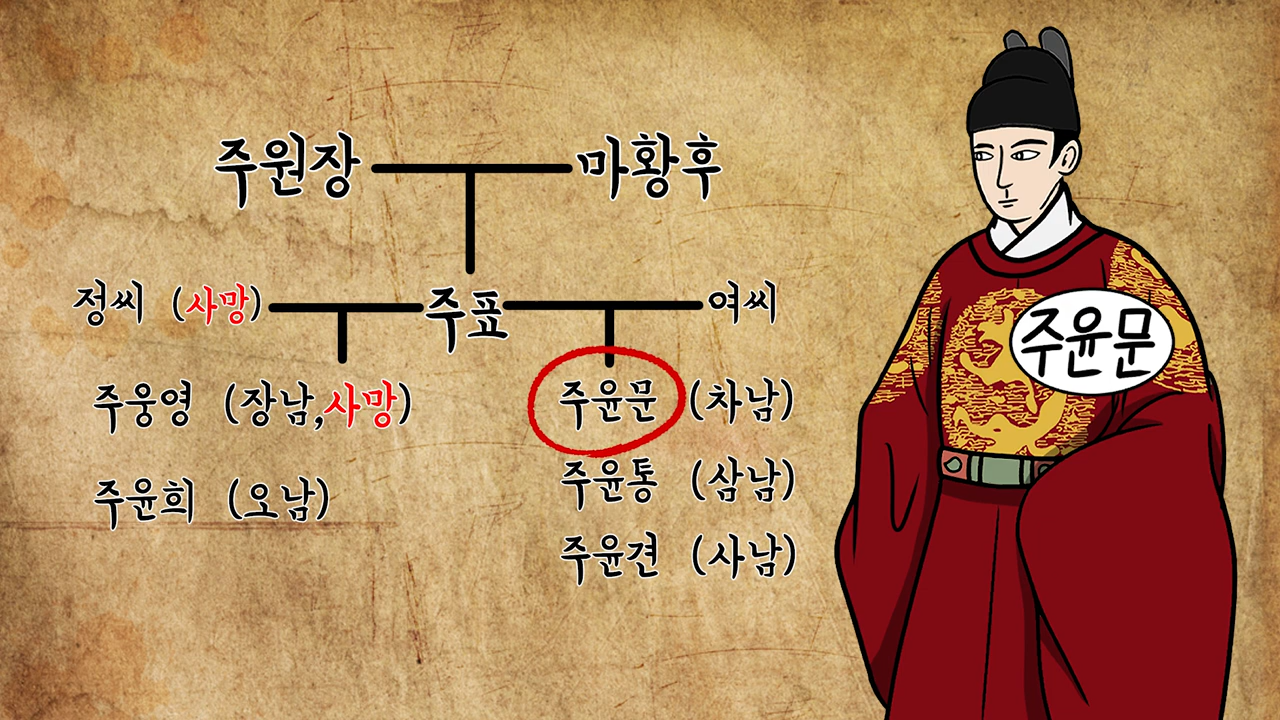 주원장 마황후
정씨 (사망) 주표 여씨
주웅영 (장남,사망) 주윤문 (차남)
주윤희 (오남) 주윤통 (삼남)
주윤견 (사남)
주윤문